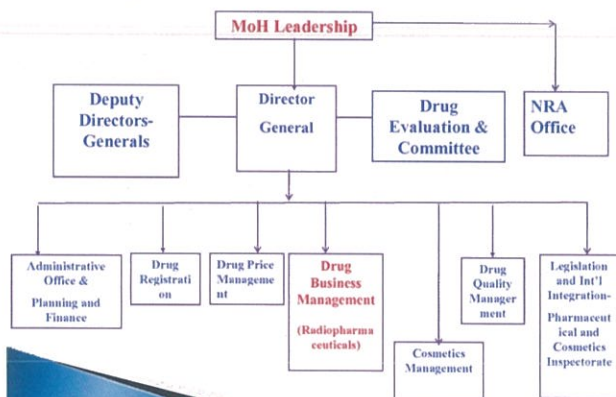 MoH Leadership
Deputy
Directors-
Generals
Director
General
Drug
Evaluation &
Committee
NRA
Office
Administrative
Office &
Planning and
Finance
Drug
Registrati
on
Drug Price
Manageme
nt
Drug
Business
Management
(Radiopharma
ceuticals)
Cosmetics
Management
Drug
Quality
Manager
ment
Legislation
and Int'l
Integration-
Pharmaceut
ical and
Cosmetics
Inspectorate